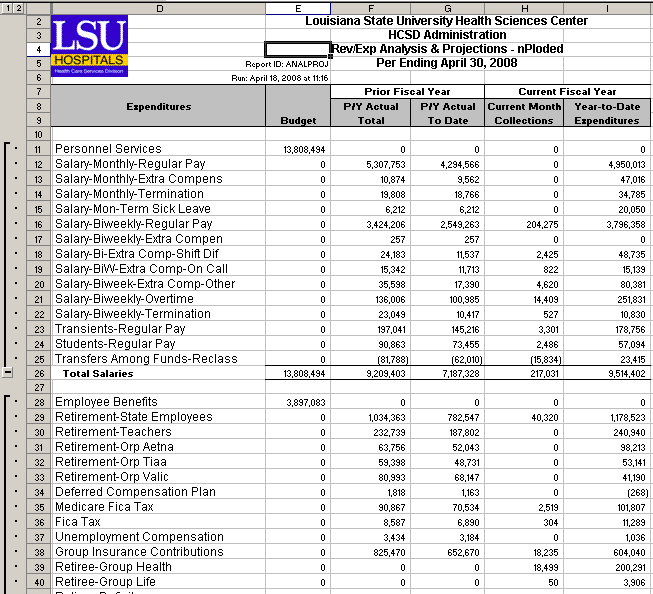 1 2 D E F G H I
2 Louisiana State University Health Sciences Center
3 HCSD Administration
4 Rev/Exp Analysis & Projections - nPloded
LSU
HOSPITALS
Health Care Services Division
5 Report ID: ANALPROJ Per Ending April 30, 2008
6 Run: April 18, 2008 at 11:16
7 Prior Fiscal Year Current Fiscal Year
8 Expenditures P/Y Actual P/Y Actual Current Month Year-to-Date
9 Budget Total To Date Collections Expenditures
10
11 Personnel Services 13,808,494 0 0 0 0
12 Salary-Monthly-Regular Pay 0 5,307,753 4,294,566 0 4,950,013
13 Salary-Monthly-Extra Compens 0 10,874 9,562 0 47,016
14 Salary-Monthly-Termination 0 19,808 18,766 0 34,785
15 Salary-Mon-Term Sick Leave 0 6,212 6,212 0 20,050
16 Salary-Biweekly-Regular Pay 0 3,424,206 2,549,263 204,275 3,796,358
17 Salary-Biweekly-Extra Compen 0 257 257 0 0
18 Salary-Bi-Extra Comp-Shift Dif 0 24,183 11,537 2,425 48,735
19 Salary-BiW-Extra Comp-On Call 0 15,342 11,713 822 15,139
20 Salary-Biweek-Extra Comp-Other 0 35,598 17,390 4,620 80,381
21 Salary-Biweekly-Overtime 0 136,006 100,985 14,409 251,831
22 Salary-Biweekly-Termination 0 23,049 10,417 527 10,830
23 Transients-Regular Pay 0 197,041 145,216 3,301 178,756
24 Students-Regular Pay 0 90,863 73,455 2,486 57,094
25 Transfers Among Funds-Reclass 0 (81,788) (62,010) (15,834) 23,415
26 Total Salaries 13,808,494 9,209,403 7,187,328 217,031 9,514,402
27
28 Employee Benefits 3,897,083 0 0 0 0
29 Retirement-State Employees 0 1,034,363 782,547 40,320 1,178,523
30 Retirement-Teachers 0 232,739 187,802 0 240,940
31 Retirement-Orp Aetna 0 63,756 52,043 0 98,213
32 Retirement-Orp Tiaa 0 59,398 48,731 0 53,141
33 Retirement-Orp Valic 0 80,993 68,147 0 41,190
34 Deferred Compensation Plan 0 1,818 1,163 0 (268)
35 Medicare Fica Tax 0 90,867 70,534 2,519 101,807
36 Fica Tax 0 8,587 6,890 304 11,289
37 Unemployment Compensation 0 3,434 3,184 0 1,036
38 Group Insurance Contributions 0 825,470 652,670 18,235 604,040
39 Retiree-Group Health 0 0 0 18,499 200,291
40 Retiree-Group Life 0 0 0 50 3,906